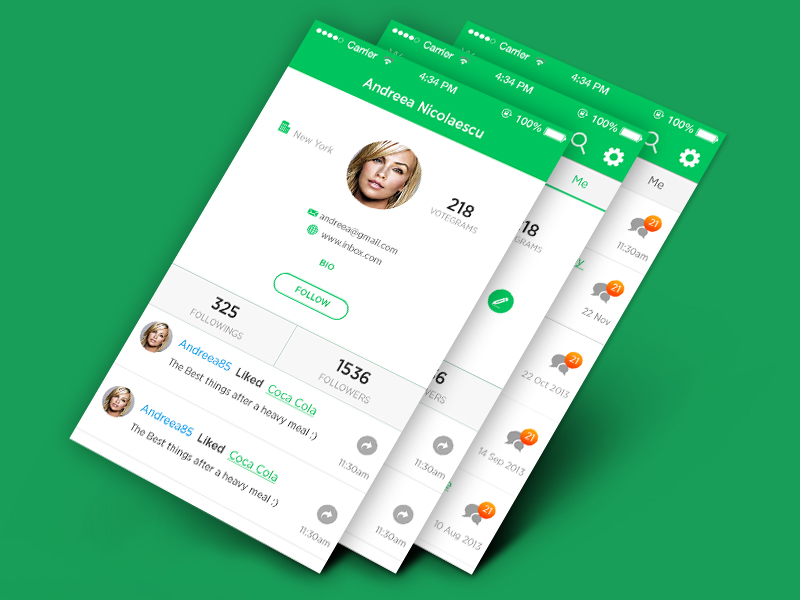 Carrier
4:34 PM
100%
Andreea Nicolaescu
New York
218
VOTEGRAMS
andreea@gmail.com
www.inbox.com
BIO
FOLLOW
325
FOLLOWINGS
1536
FOLLOWERS
Andreea85 Liked Coca Cola
The Best things after a heavy meal ;)
11:30am
Andreea85 Liked Coca Cola
The Best things after a heavy meal ;)
11:30am
Carrier
4:34 PM
100%
Me
18
GRAMS
6
WERS
11:30am
11:30am
Carrier
4:34 PM
100%
Me
21
11:30am
21
22 Nov
21
22 Oct 2013
21
14 Sep 2013
21
10 Aug 2013